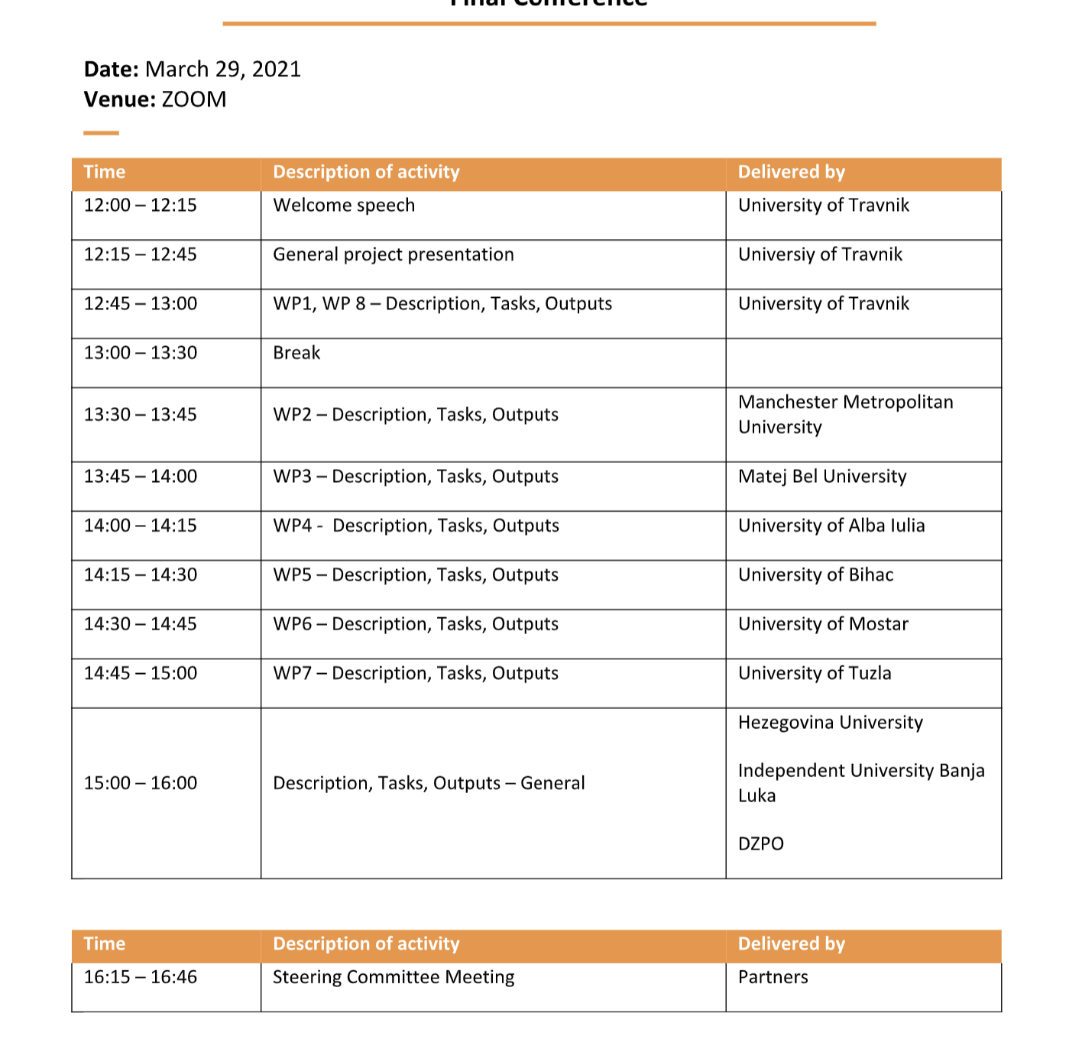 Final Conference
Date: March 29, 2021
Venue: ZOOM
Time Description of activity Delivered by
12:00 – 12:15 Welcome speech University of Travnik
12:15 – 12:45 General project presentation Universiy of Travnik
12:45 – 13:00 WP1, WP 8 – Description, Tasks, Outputs University of Travnik
13:00 – 13:30 Break
13:30 – 13:45 WP2 – Description, Tasks, Outputs Manchester Metropolitan
University
13:45 – 14:00 WP3 – Description, Tasks, Outputs Matej Bel University
14:00 – 14:15 WP4 -  Description, Tasks, Outputs University of Alba Iulia
14:15 – 14:30 WP5 – Description, Tasks, Outputs University of Bihac
14:30 – 14:45 WP6 – Description, Tasks, Outputs University of Mostar
14:45 – 15:00 WP7 – Description, Tasks, Outputs University of Tuzla
15:00 – 16:00 Description, Tasks, Outputs – General Hezegovina University
Independent University Banja
Luka
DZPO
Time Description of activity Delivered by
16:15 – 16:46 Steering Committee Meeting Partners